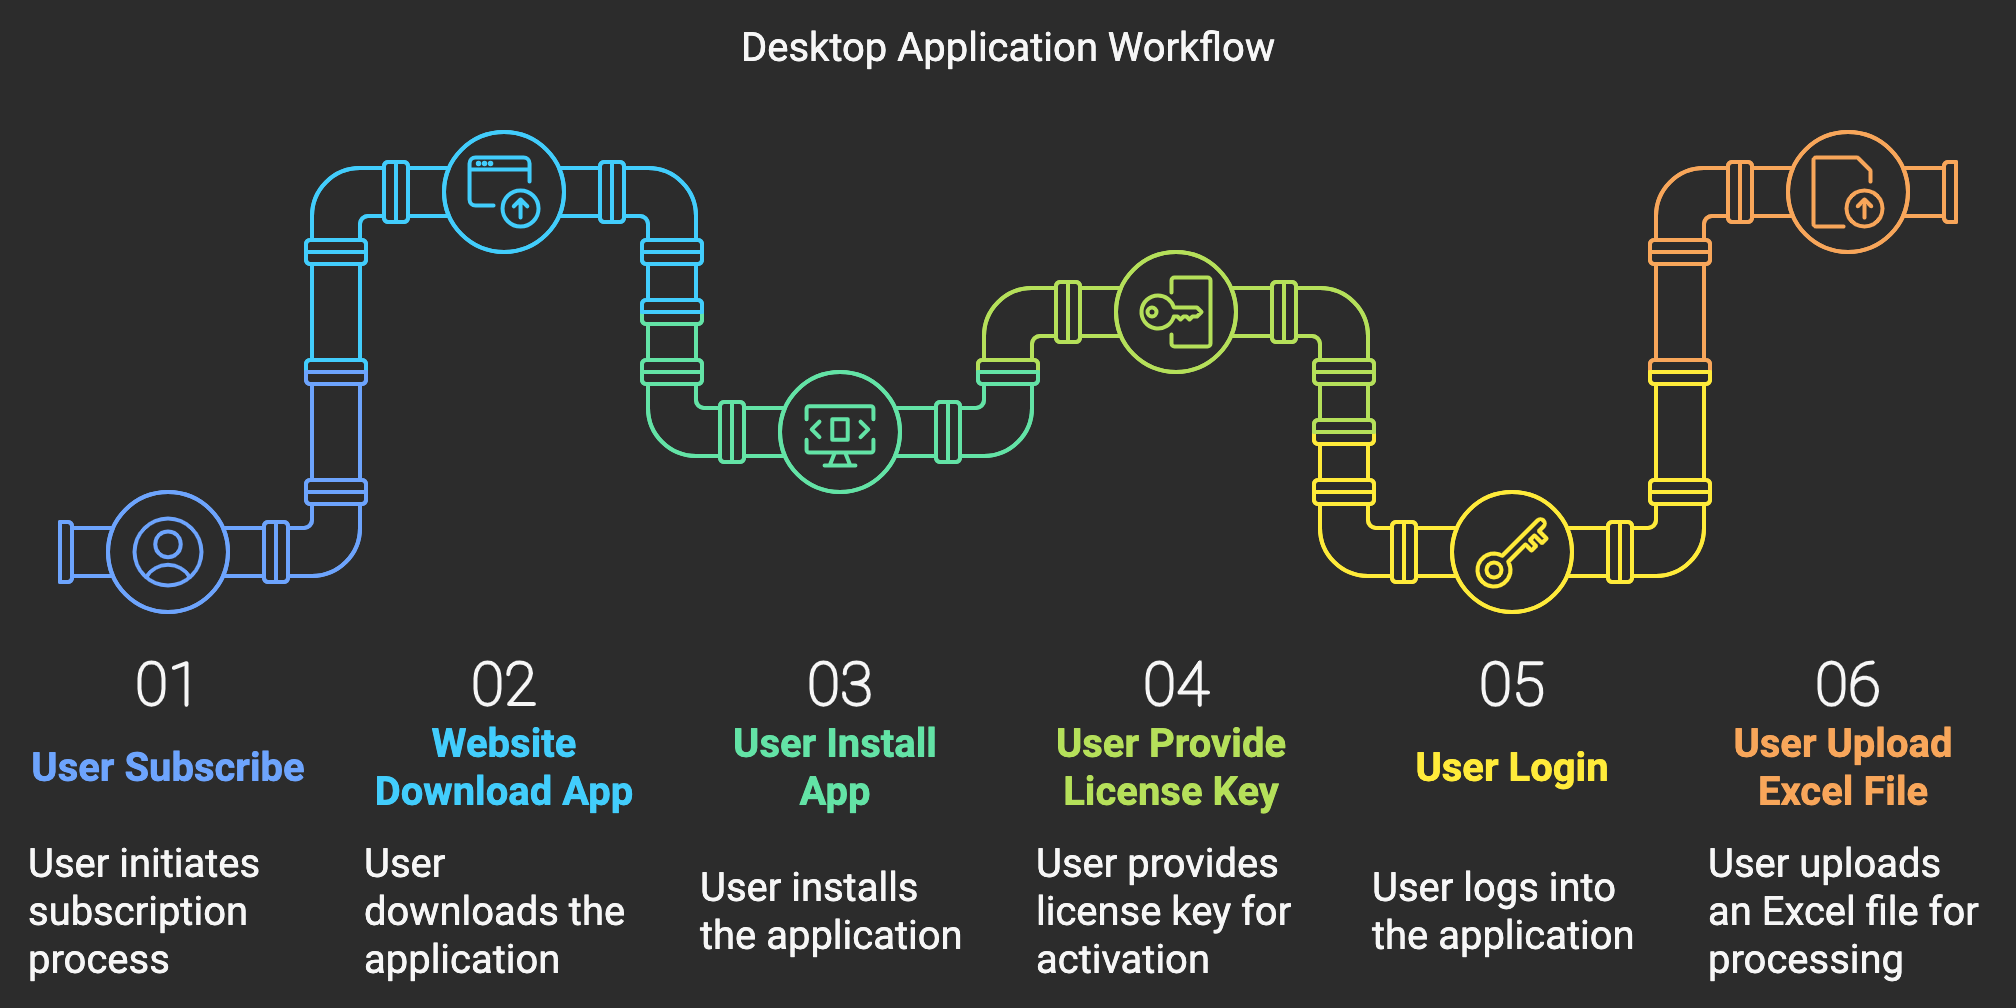 Desktop Application Workflow
01
User Subscribe
User initiates
subscription
process
02
Website
Download App
User
downloads the
application
03
User Install
App
User installs
the application
04
User Provide
License Key
User provides
license key for
activation
05
User Login
User logs into
the application
06
User Upload
Excel File
User uploads
an Excel file for
processing